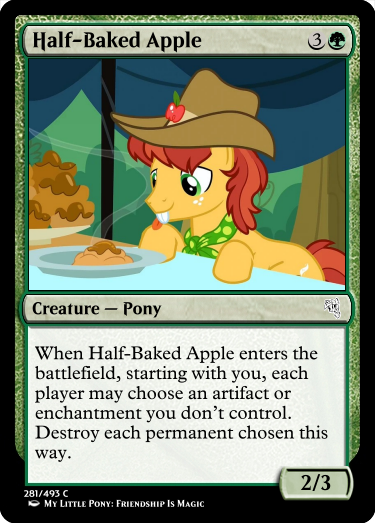 Half-Baked Apple 3
Creature — Pony
When Half-Baked Apple enters the
battlefield, starting with you, each
player may choose an artifact or
enchantment you don't control.
Destroy each permanent chosen this
way.
2/3
281/493 C
My Little Pony: Friendship Is Magic